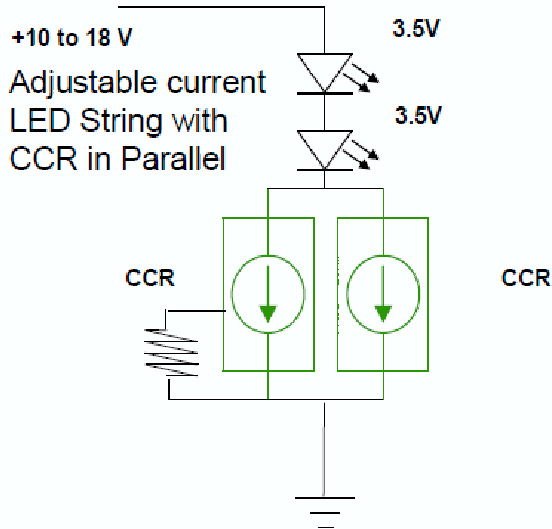 +10 to 18 V
3.5V
Adjustable current
LED String with
CCR in Parallel
3.5V
CCR
CCR